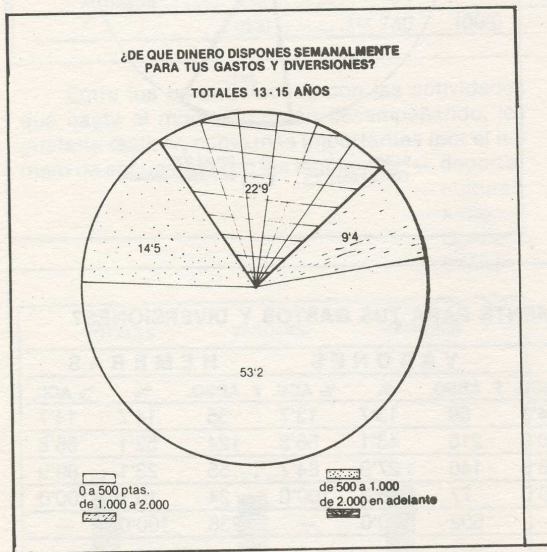 ¿DE QUE DINERO DISPONES SEMANALMENTE
PARA TUS GASTOS Y DIVERSIONES?
TOTALES 13-15 AÑOS
22'9
14'5
9'4
53'2
0 a 500 ptas.
de 500 a 1.000
de 1.000 a 2.000
de 2.000 en adelante